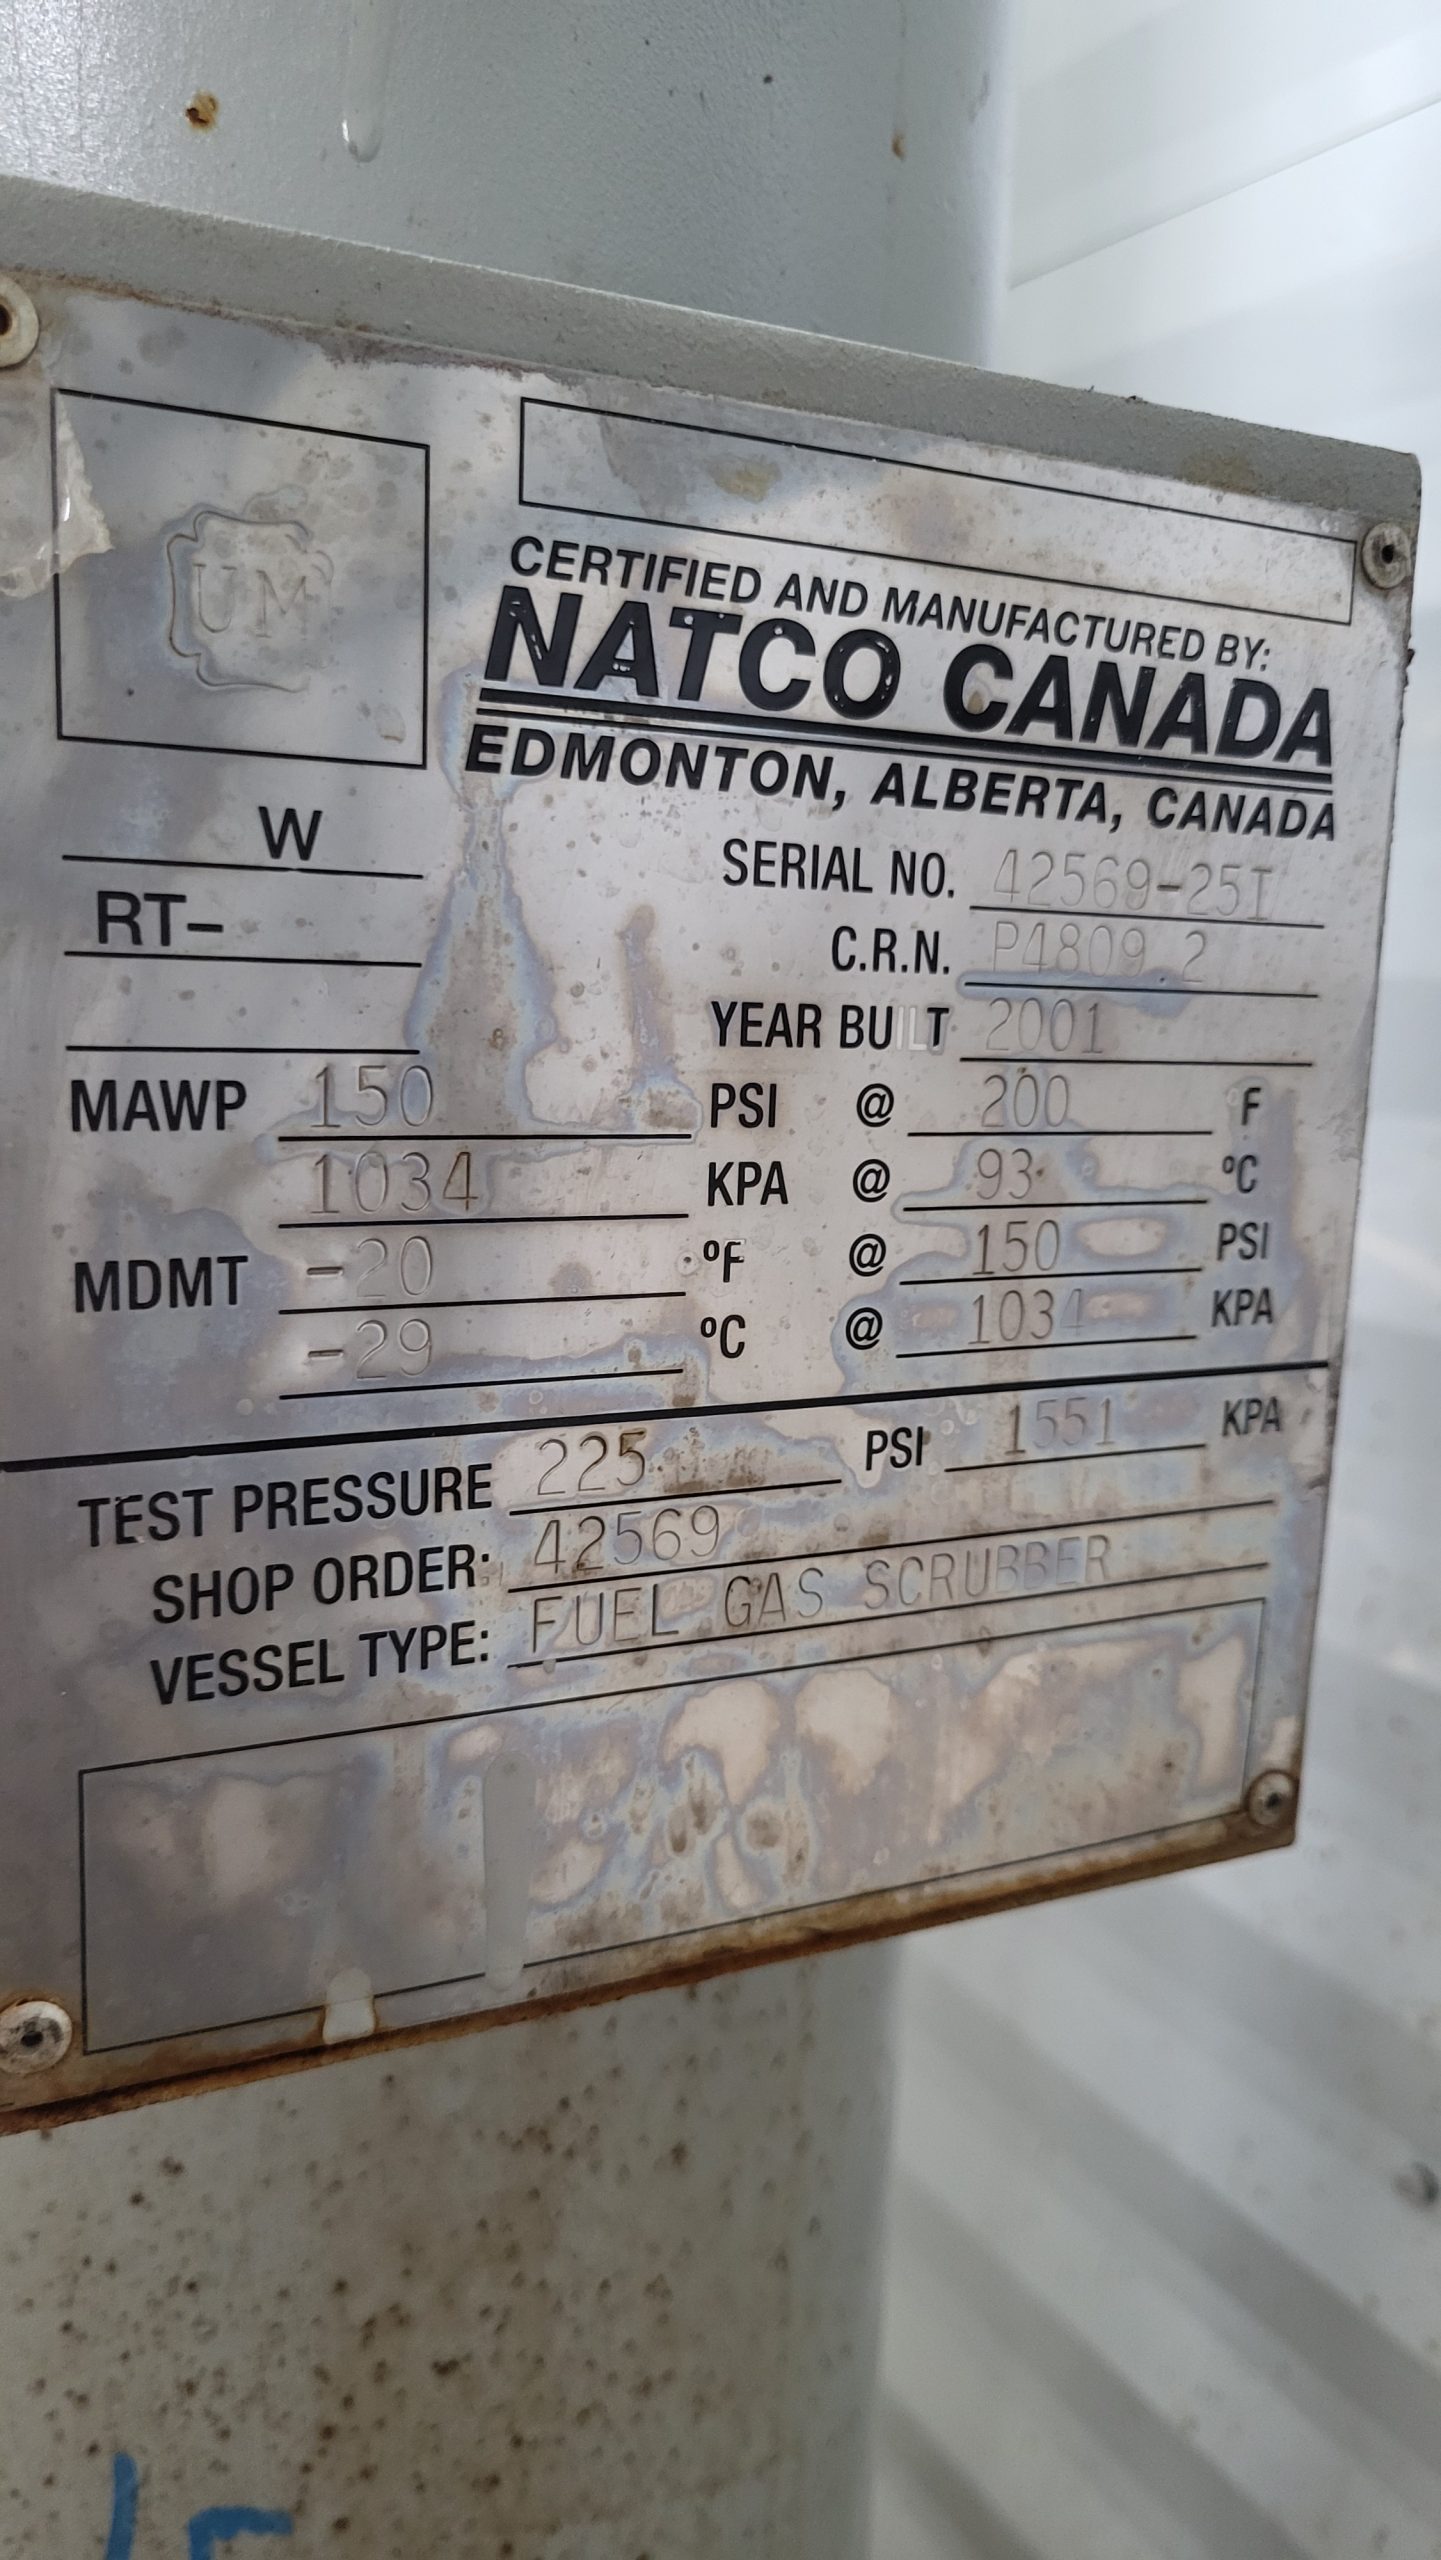 UM
CERTIFIED AND MANUFACTURED BY:
NATCO CANADA
EDMONTON, ALBERTA, CANADA
W
RT-
SERIAL NO. 42569-25I
C.R.N. P4809.2
YEAR BUILT 2001
MAWP 150 PSI @ 200 F
1034 KPA @ 93 °C
MDMT -20 °F @ 150 PSI
-29 °C @ 1034 KPA
TEST PRESSURE 225 PSI 1551 KPA
SHOP ORDER: 42569
VESSEL TYPE: FUEL GAS SCRUBBER